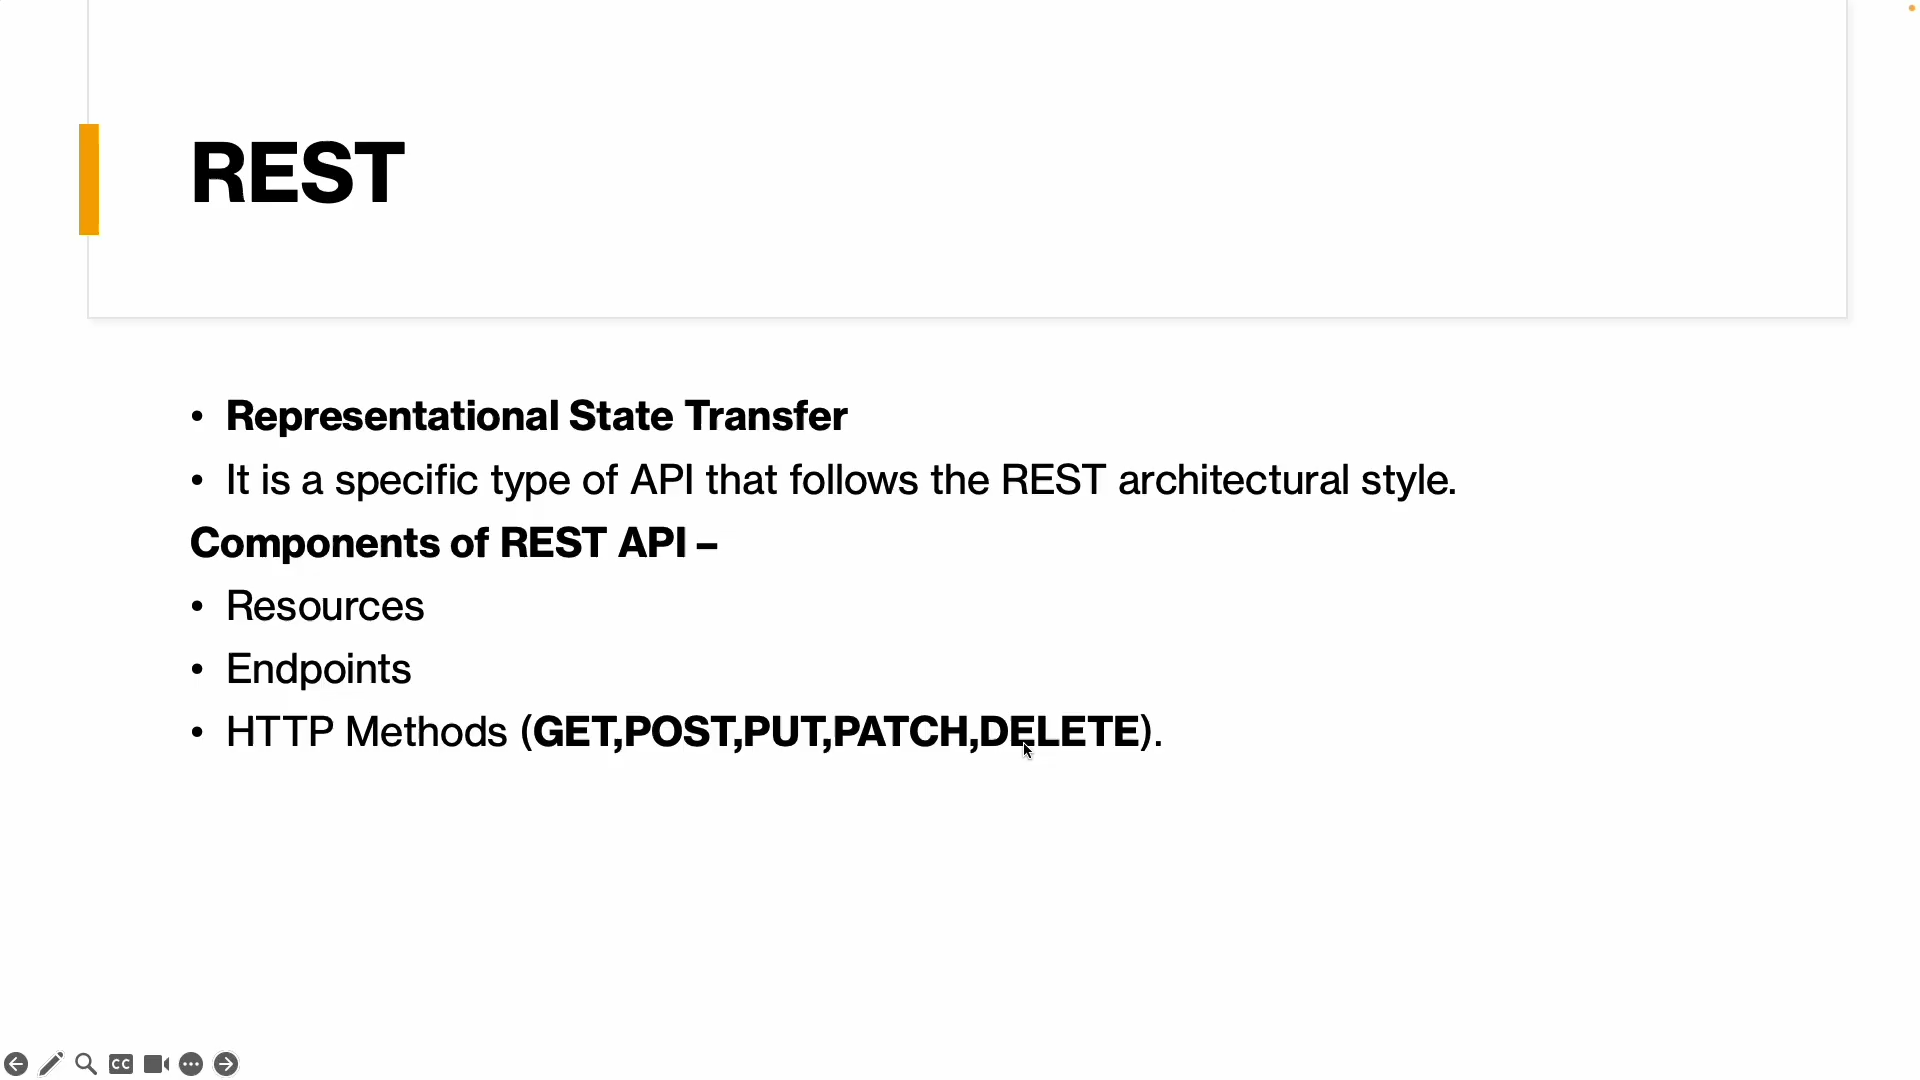 REST
• Representational State Transfer
• It is a specific type of API that follows the REST architectural style.
Components of REST API –
• Resources
• Endpoints
• HTTP Methods (GET,POST,PUT,PATCH,DELETE).
CC